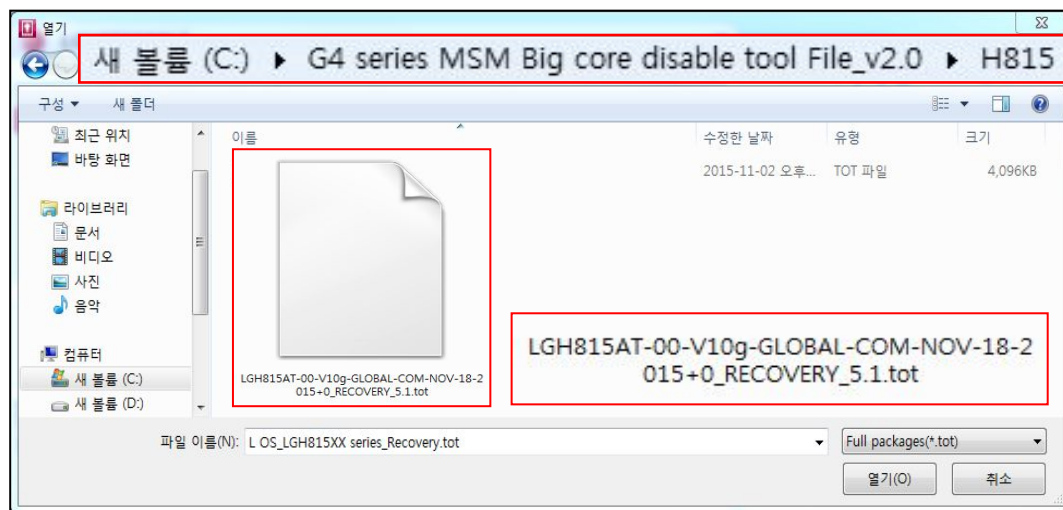 열기
새 볼륨 (C:) ▸ G4 series MSM Big core disable tool File_v2.0 ▸ H815
구성 새 폴더
이름 수정한 날짜 유형 크기
최근 위치
바탕 화면
2015-11-02 오후... TOT 파일 4,096KB
라이브러리
문서
비디오
사진
음악
컴퓨터
새 볼륨 (C:)
새 볼륨 (D:)
LGH815AT-00-V10g-GLOBAL-COM-NOV-18-2
015+0_RECOVERY_5.1.tot
LGH815AT-00-V10g-GLOBAL-COM-NOV-18-2
015+0_RECOVERY_5.1.tot
파일 이름(N): L OS_LGH815XX series_Recovery.tot Full packages(*.tot)
열기(O) 취소